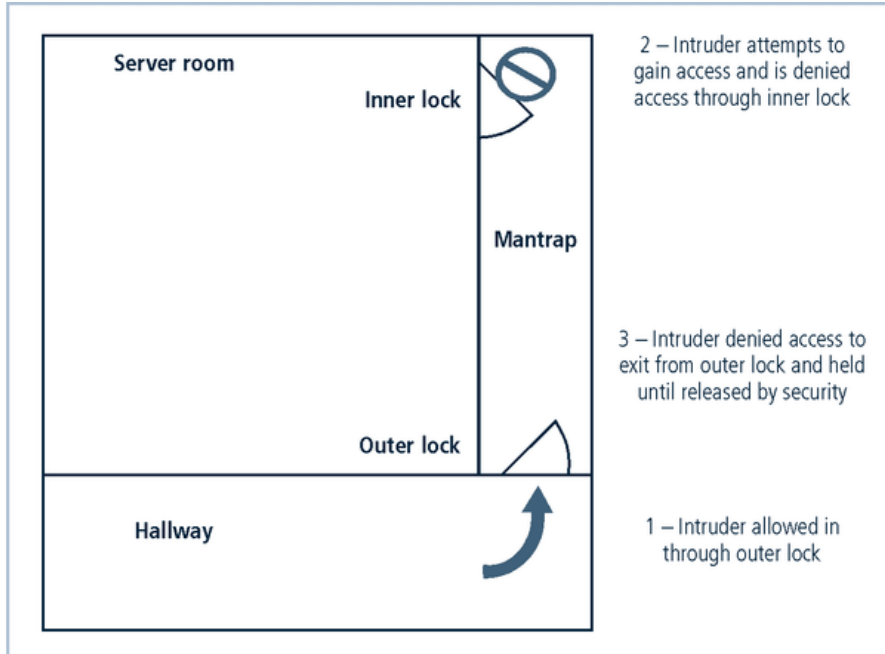 Server room
Inner lock
2 – Intruder attempts to
gain access and is denied
access through inner lock
Mantrap
3 – Intruder denied access to
exit from outer lock and held
until released by security
Outer lock
Hallway
1 – Intruder allowed in
through outer lock